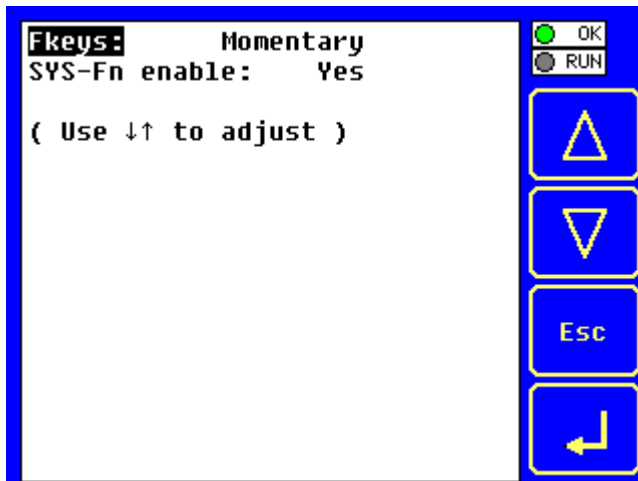 Fkeys: Momentary
SYS-Fn enable: Yes
( Use ↓↑ to adjust )
OK
RUN
Esc